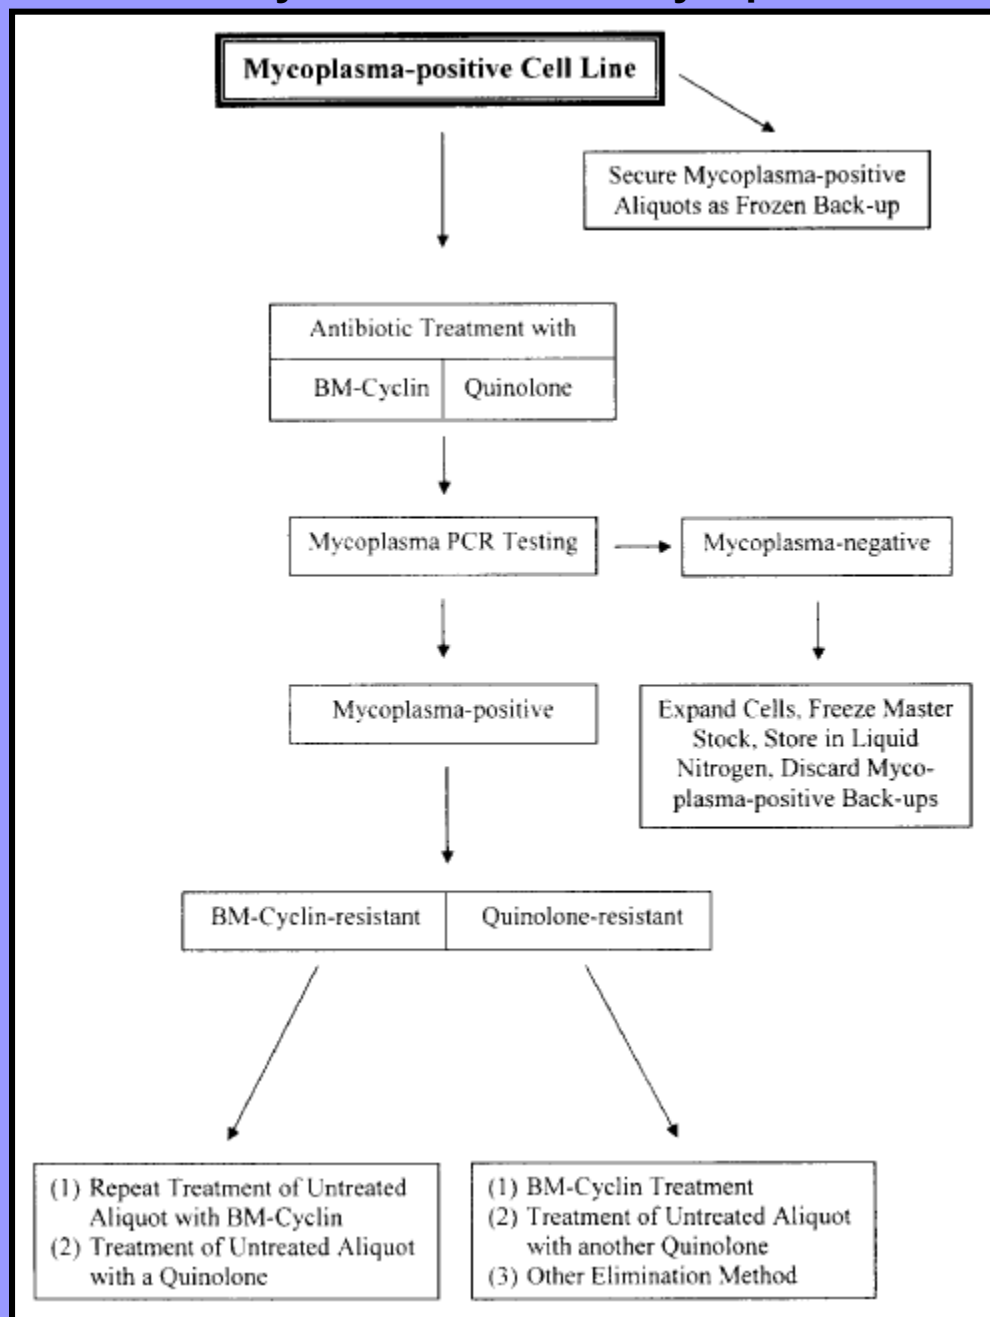 Mycoplasma-positive Cell Line
Secure Mycoplasma-positive
Aliquots as Frozen Back-up
Antibiotic Treatment with
BM-Cyclin
Quinolone
Mycoplasma PCR Testing
Mycoplasma-negative
Mycoplasma-positive
Expand Cells, Freeze Master
Stock, Store in Liquid
Nitrogen, Discard Myco-
plasma-positive Back-ups
BM-Cyclin-resistant
Quinolone-resistant
(1) Repeat Treatment of Untreated
Aliquot with BM-Cyclin
(2) Treatment of Untreated Aliquot
with a Quinolone
(1) BM-Cyclin Treatment
(2) Treatment of Untreated Aliquot
with another Quinolone
(3) Other Elimination Method